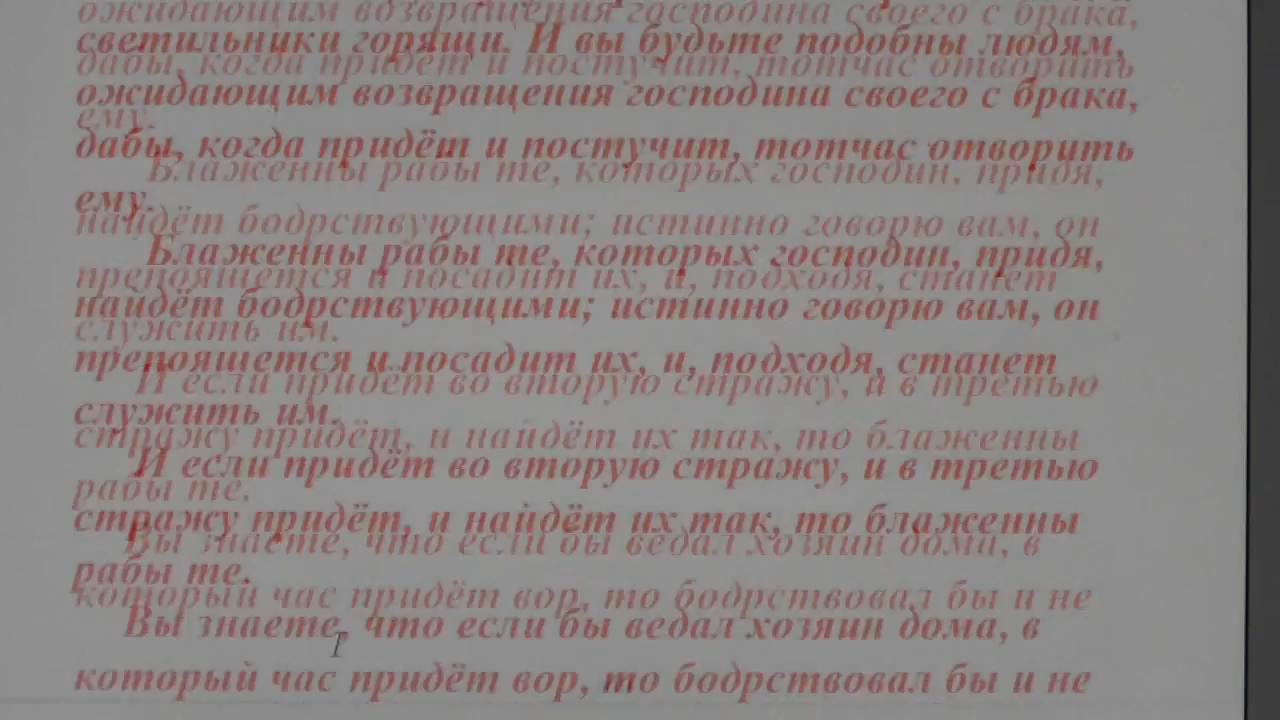 светильники горящи. И вы будьте подобны людям,
ожидающим возвращения господина своего с брака,
дабы, когда придёт и постучит, тотчас отворить
ему.
Блаженны рабы те, которых господин, придя,
найдёт бодрствующими; истинно говорю вам, он
препояшется и посадит их, и, подходя, станет
служить им.
И если придёт во вторую стражу, и в третью
стражу придёт, и найдёт их так, то блаженны
рабы те.
Вы знаете, что если бы ведал хозяин дома, в
который час придёт вор, то бодрствовал бы и не